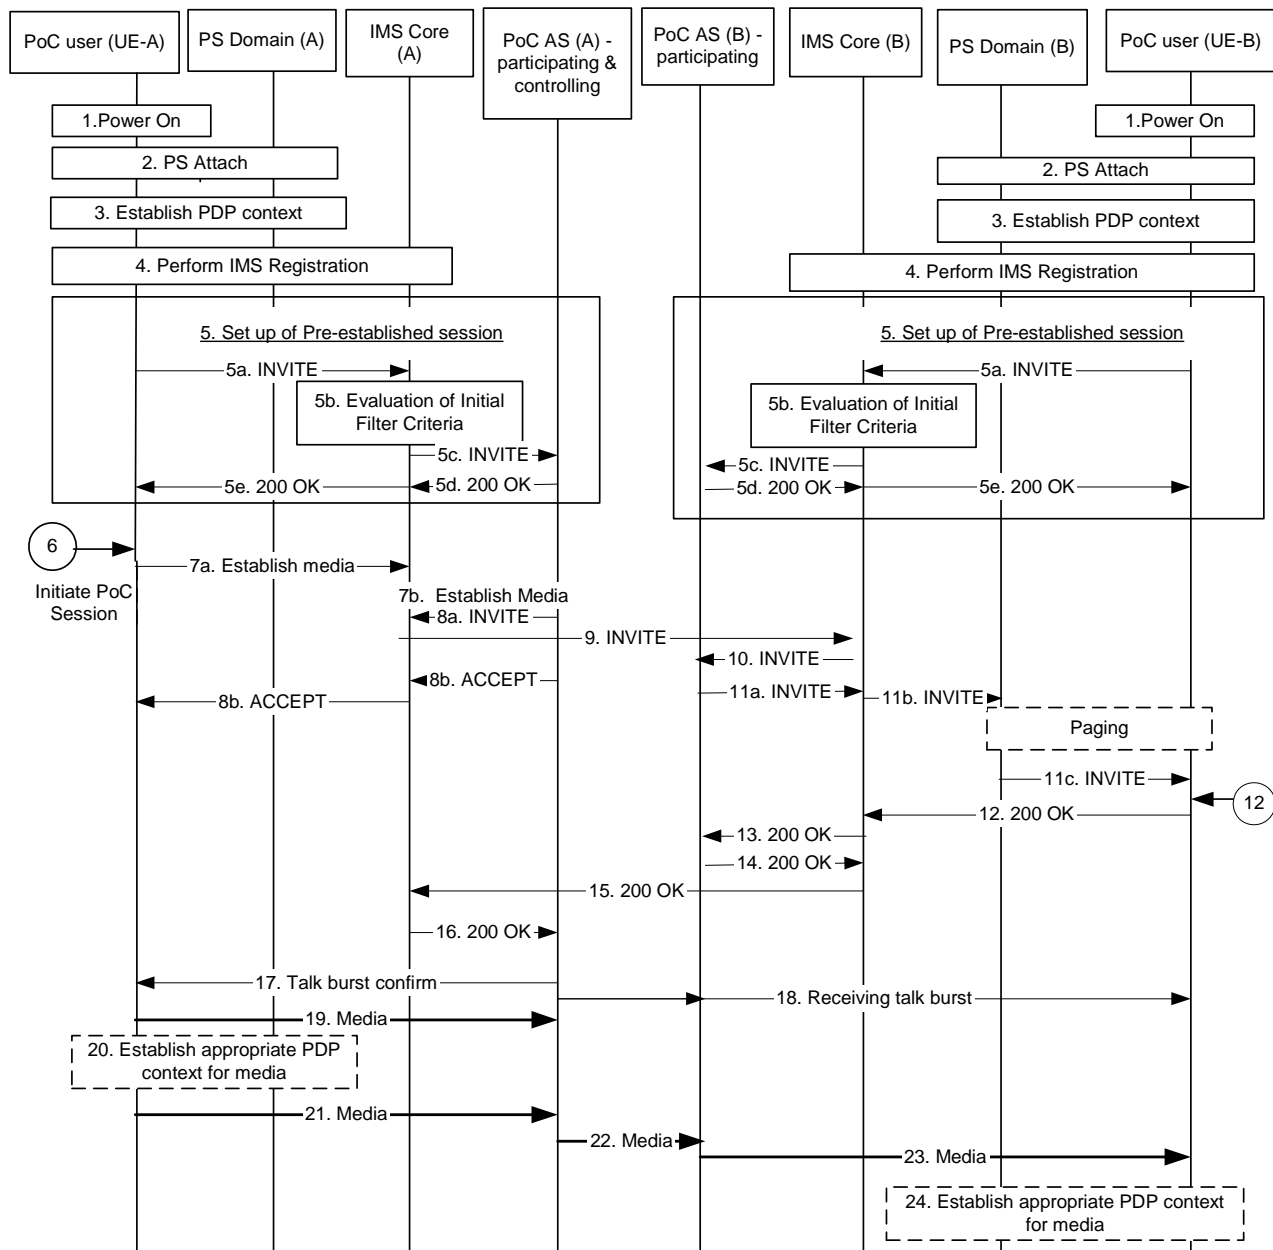 PoC user (UE-A)
PS Domain (A)
IMS Core
(A)
PoC AS (A) -
participating &
controlling
PoC AS (B) -
participating
IMS Core (B)
PS Domain (B)
PoC user (UE-B)
1.Power On
1.Power On
2. PS Attach
2. PS Attach
3. Establish PDP context
3. Establish PDP context
4. Perform IMS Registration
4. Perform IMS Registration
5. Set up of Pre-established session
5. Set up of Pre-established session
5a. INVITE
5a. INVITE
5b. Evaluation of Initial
Filter Criteria
5b. Evaluation of Initial
Filter Criteria
5c. INVITE
5c. INVITE
5e. 200 OK
5d. 200 OK
5d. 200 OK
5e. 200 OK
6
Initiate PoC
Session
7a. Establish media
7b.  Establish Media
8a. INVITE
9. INVITE
10. INVITE
8b. ACCEPT
8b. ACCEPT
11a. INVITE
11b. INVITE
Paging
11c. INVITE
12
12. 200 OK
13. 200 OK
14. 200 OK
15. 200 OK
16. 200 OK
17. Talk burst confirm
18. Receiving talk burst
19. Media
20. Establish appropriate PDP
context for media
21. Media
22. Media
23. Media
24. Establish appropriate PDP context
for media